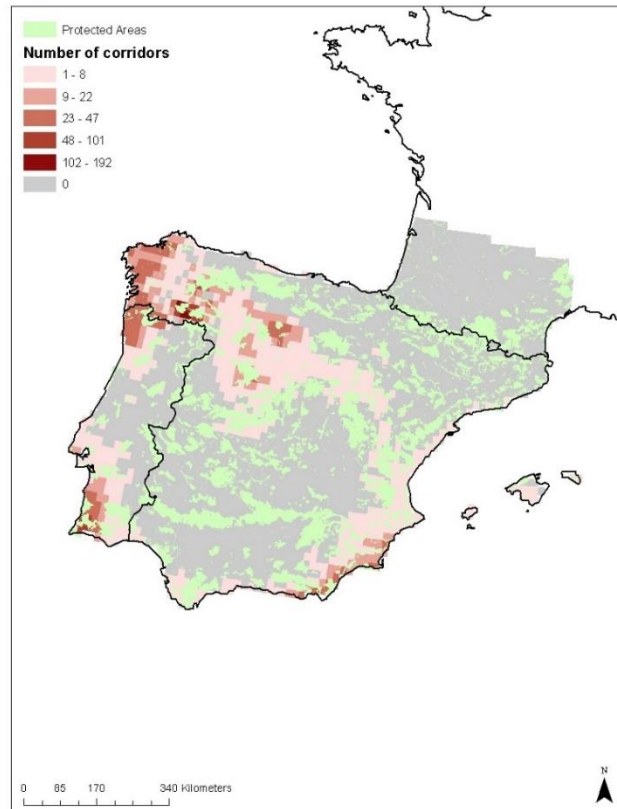 Protected Areas
Number of corridors
1 - 8
9 - 22
23 - 47
48 - 101
102 - 192
0
0 85 170 340 Kilometers
N